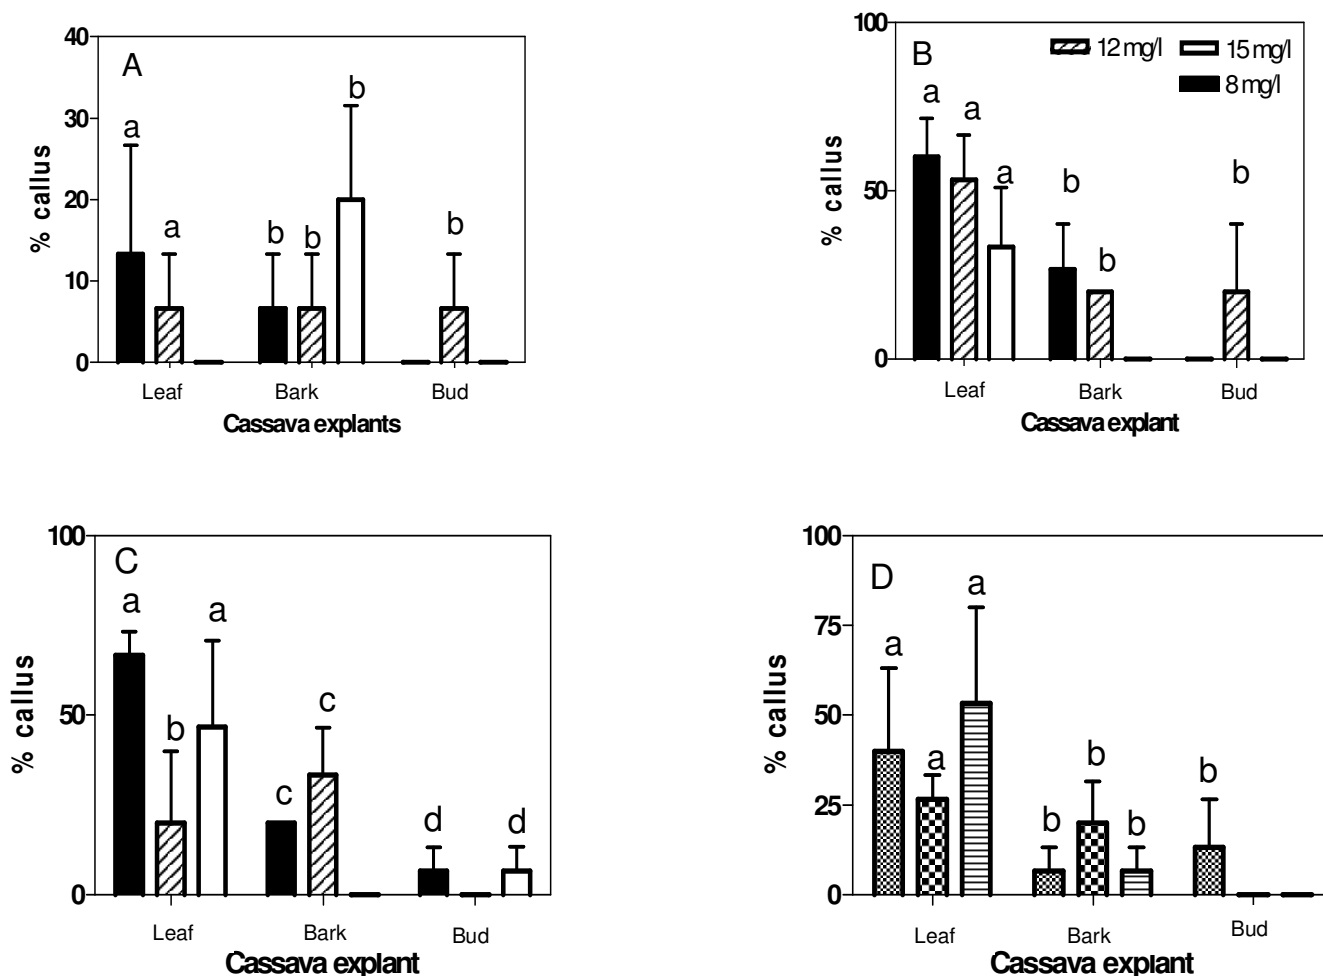 40
30
20
10
0
% callus
A
a
a
b
b
b
b
Leaf
Bark
Bud
Cassava explants
100
50
0
% callus
B
12 mg/l
15 mg/l
8 mg/l
a
a
a
b
b
b
Leaf
Bark
Bud
Cassava explant
100
50
0
% callus
C
a
b
a
c
c
d
d
Leaf
Bark
Bud
Cassava explant
100
75
50
25
0
% callus
D
a
a
a
b
b
b
b
Leaf
Bark
Bud
Cassava explant